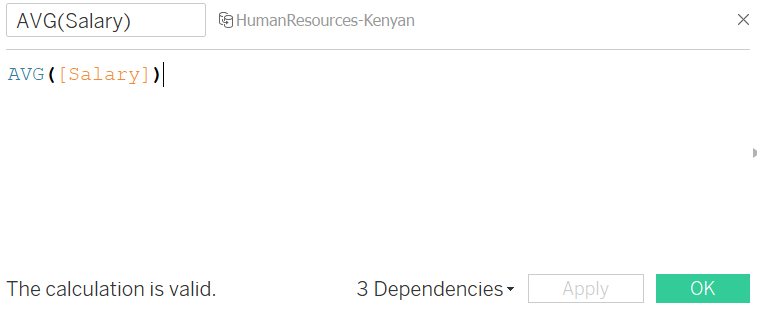 AVG(Salary) HumanResources-Kenyan
AVG([Salary])
The calculation is valid. 3 Dependencies Apply OK